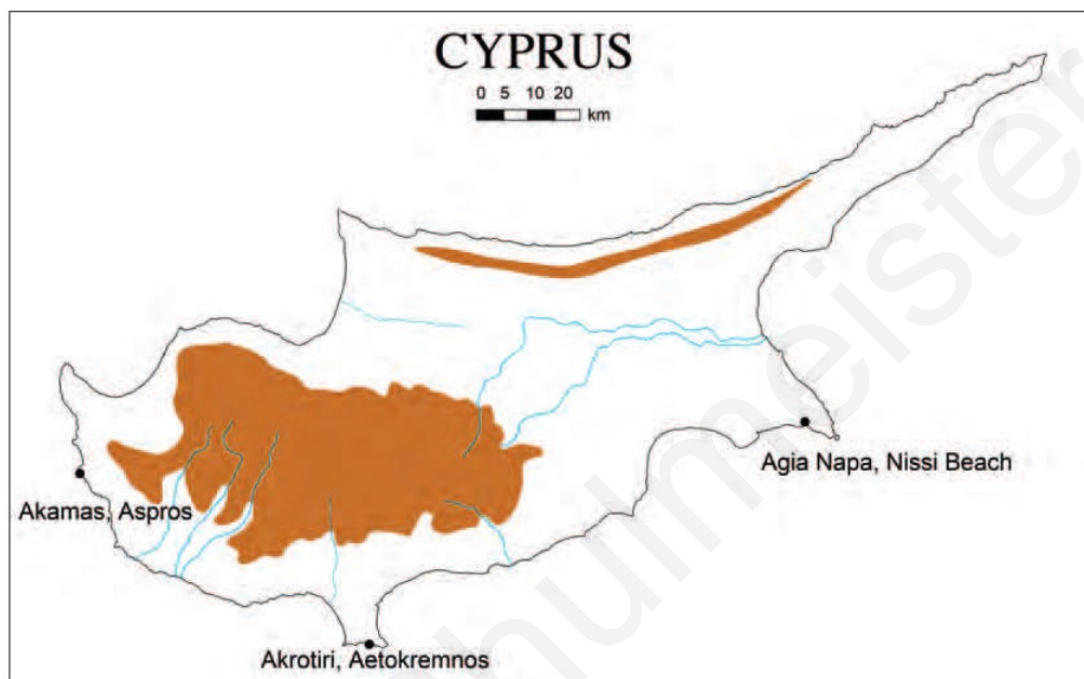 CYPRUS
0 5 10 20
km
Agia Napa, Nissi Beach
Akamas, Aspros
Akrotiri, Aetokremnos